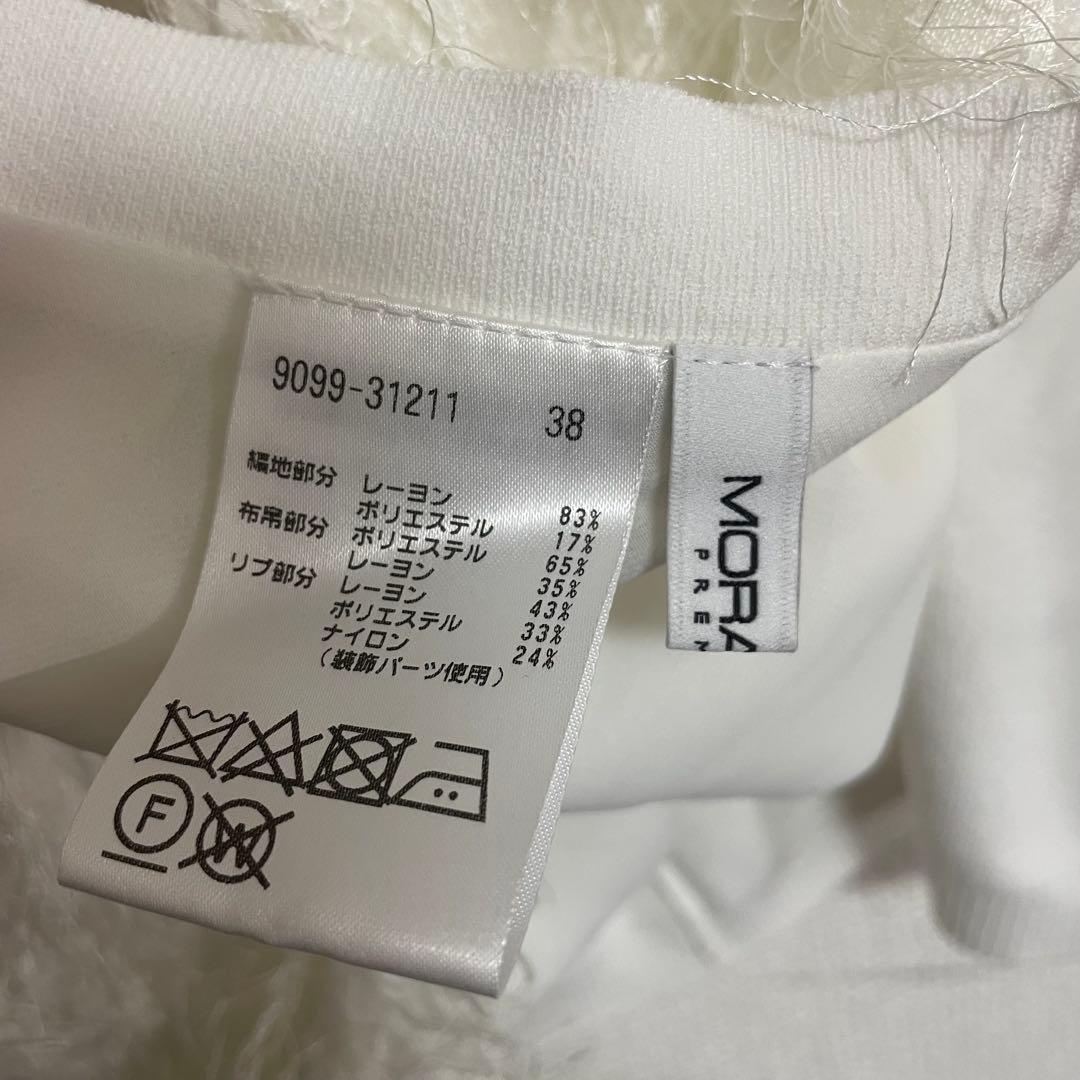 9099-31211 38
編地部分 レーヨン 83%
ポリエステル 17%
布帛部分 ポリエステル 65%
レーヨン 35%
リブ部分 レーヨン 43%
ポリエステル 33%
ナイロン 24%
(装飾パーツ使用)
F
W
MORA
PRE